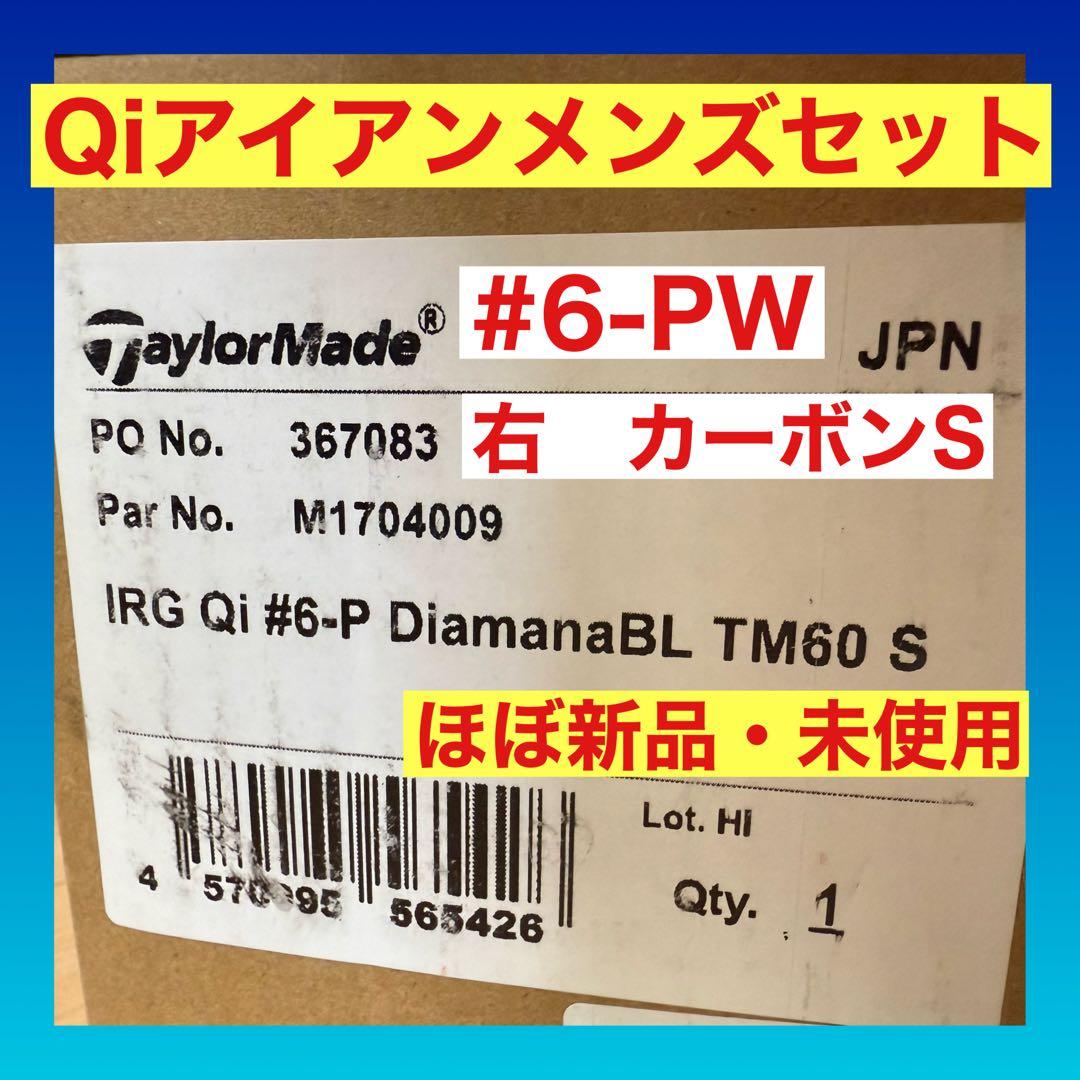 Qiアイアンメンズセット
TaylorMade® #6-PW JPN
PO No. 367083 右 カーボンS
Par No. M1704009
IRG Qi #6-P DiamanaBL TM60 S
ほぼ新品・未使用
Lot. HI
Qty. 1
4 565426